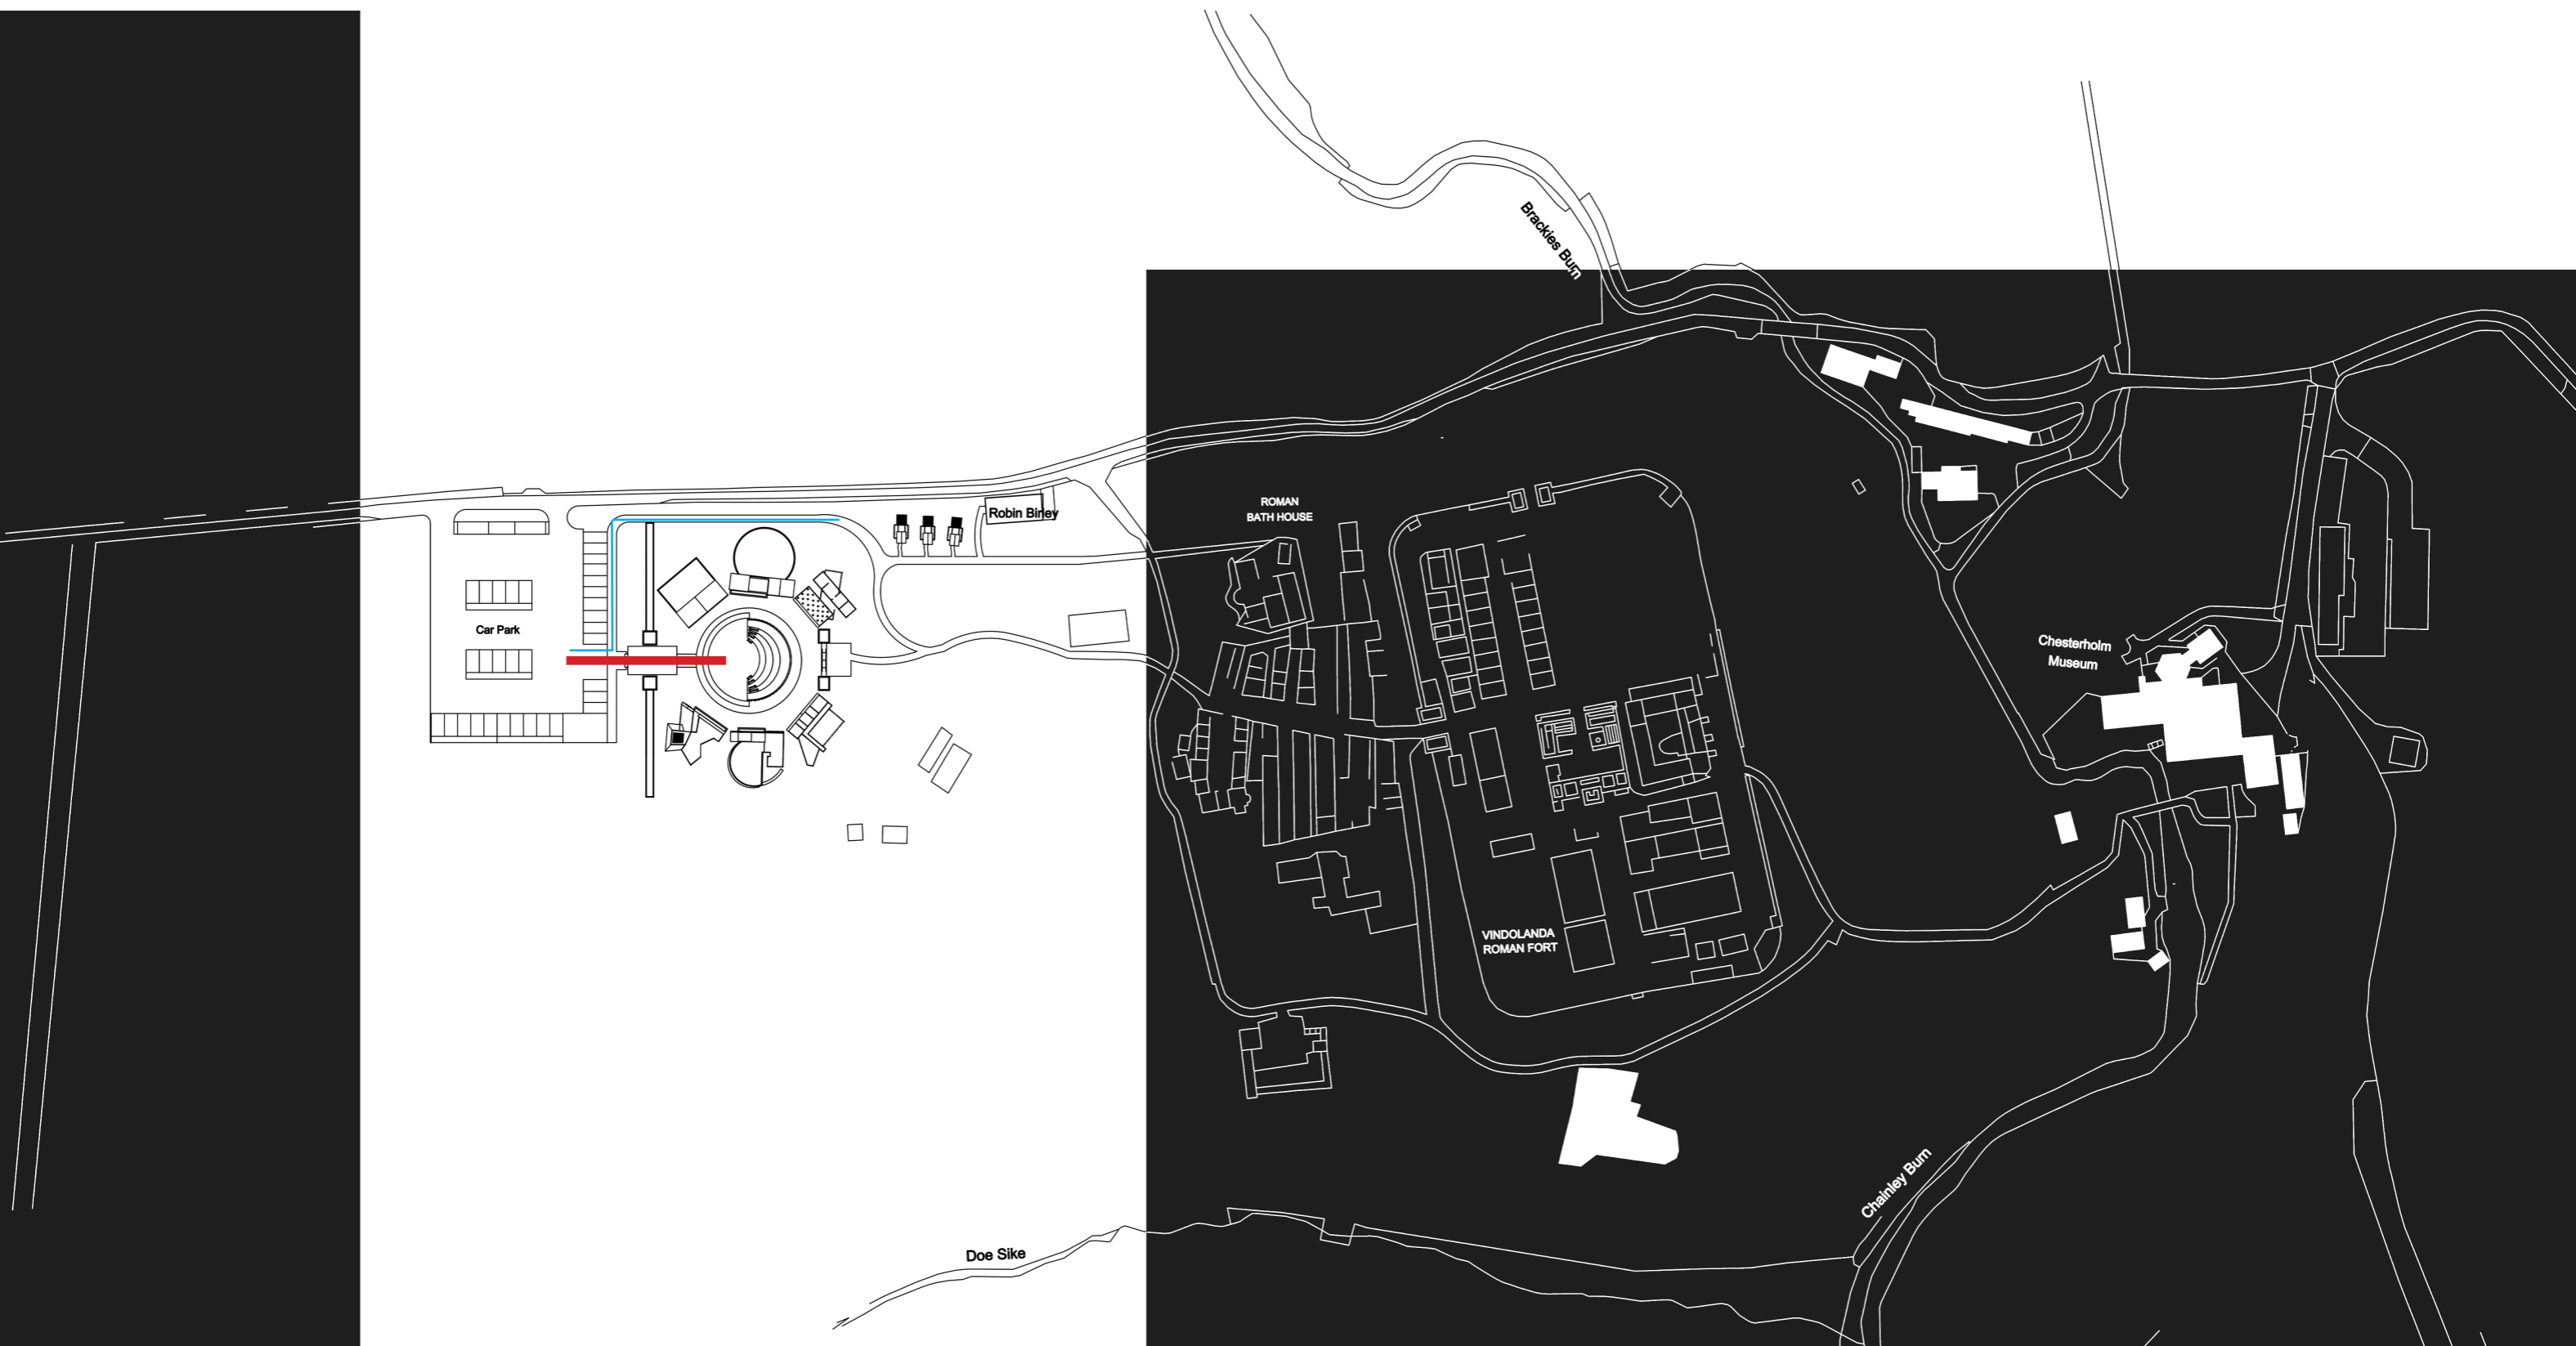 Brackies Burn
ROMAN
BATH HOUSE
Robin Birley
Car Park
Chesterholm
Museum
VINDOLANDA
ROMAN FORT
Chainley Burn
Doe Sike